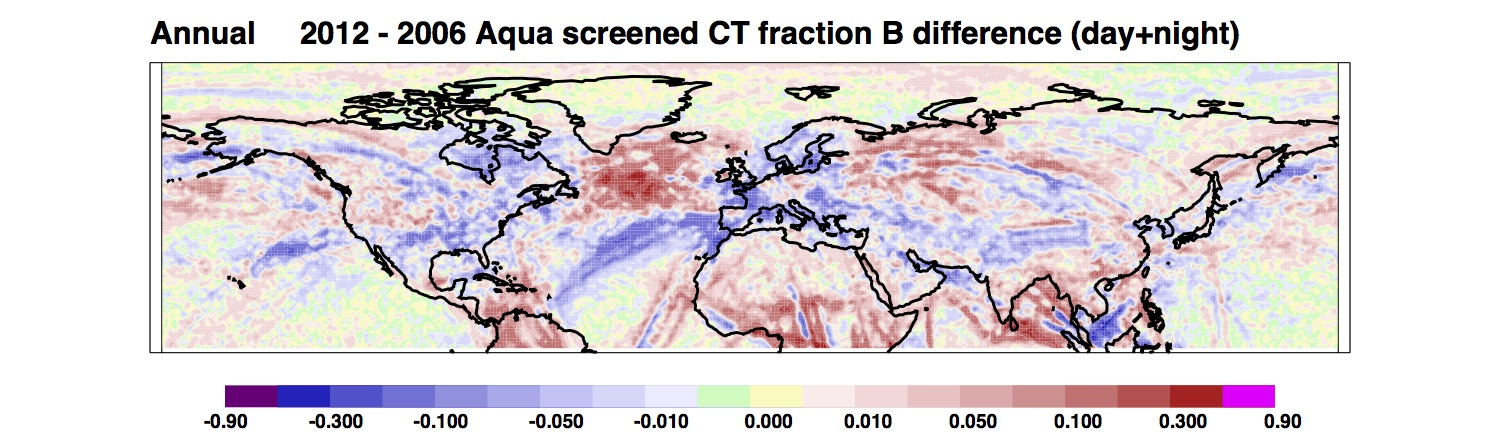 Annual 2012 - 2006 Aqua screened CT fraction B difference (day+night)
-0.90 -0.300 -0.100 -0.050 -0.010 0.000 0.010 0.050 0.100 0.300 0.90